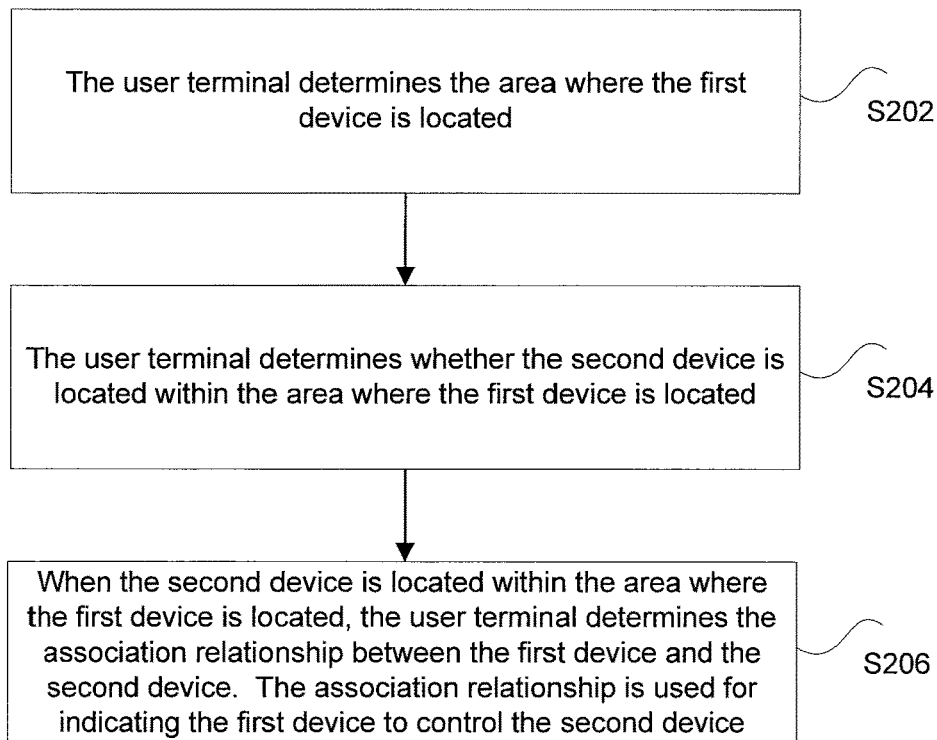 The user terminal determines the area where the first
device is located
S202
The user terminal determines whether the second device is
located within the area where the first device is located
S204
When the second device is located within the area where
the first device is located, the user terminal determines the
association relationship between the first device and the
second device.  The association relationship is used for
indicating the first device to control the second device
S206